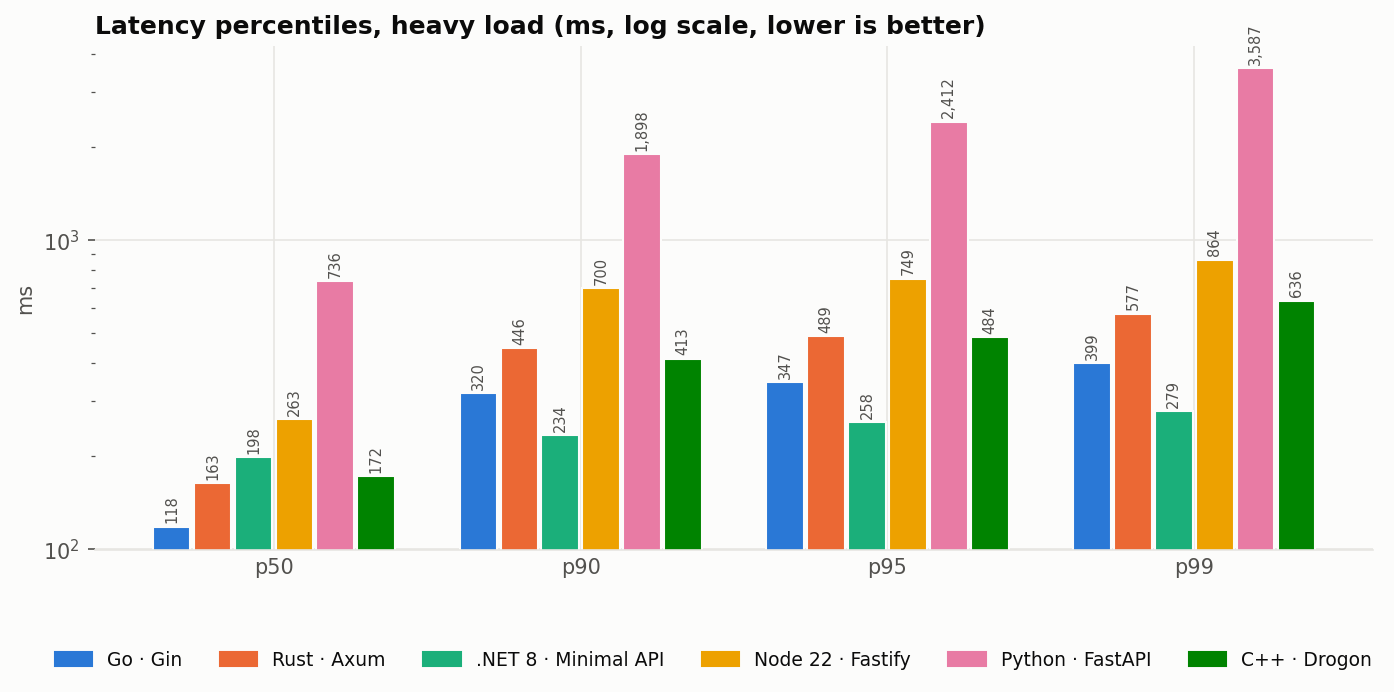 Latency percentiles, heavy load (ms, log scale, lower is better)
ms
10³
10²
118
163
198
263
736
172
320
446
234
700
1,898
413
347
489
258
749
2,412
484
399
577
279
864
3,587
636
p50
p90
p95
p99
Go · Gin
Rust · Axum
.NET 8 · Minimal API
Node 22 · Fastify
Python · FastAPI
C++ · Drogon